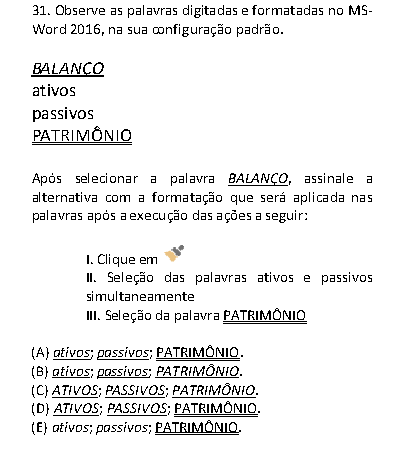 31. Observe as palavras digitadas e formatadas no MS-
Word 2016, na sua configuração padrão.
BALANÇO
ativos
passivos
PATRIMÔNIO
Após selecionar a palavra BALANÇO, assinale a
alternativa com a formatação que será aplicada nas
palavras após a execução das ações a seguir:
I. Clique em
II. Seleção das palavras ativos e passivos
simultaneamente
III. Seleção da palavra PATRIMÔNIO
(A) ativos; passivos; PATRIMÔNIO.
(B) ativos; passivos; PATRIMÔNIO.
(C) ATIVOS; PASSIVOS; PATRIMÔNIO.
(D) ATIVOS; PASSIVOS; PATRIMÔNIO.
(E) ativos; passivos; PATRIMÔNIO.